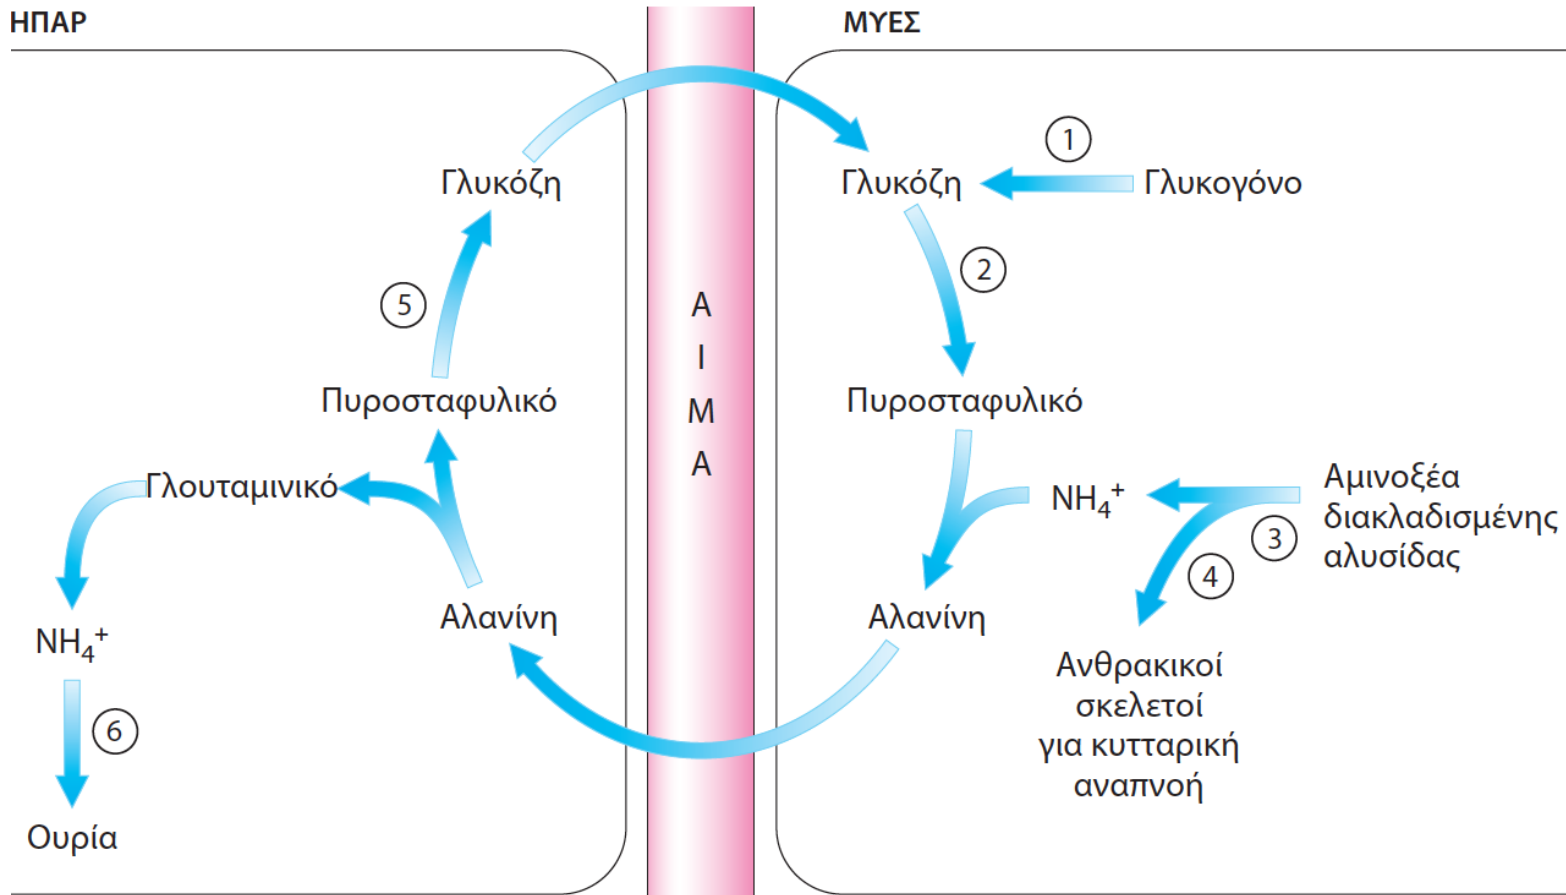 ΗΠΑΡ
ΜΥΕΣ
1
Γλυκόζη
Γλυκόζη
Γλυκογόνο
2
5
Α
Ι
Μ
Α
Πυροσταφυλικό
Πυροσταφυλικό
Γλουταμινικό
NH₄⁺
Αμινοξέα
διακλαδισμένης
αλυσίδας
3
4
Αλανίνη
Αλανίνη
NH₄⁺
Ανθρακικοί
σκελετοί
για κυτταρική
αναπνοή
6
Ουρία